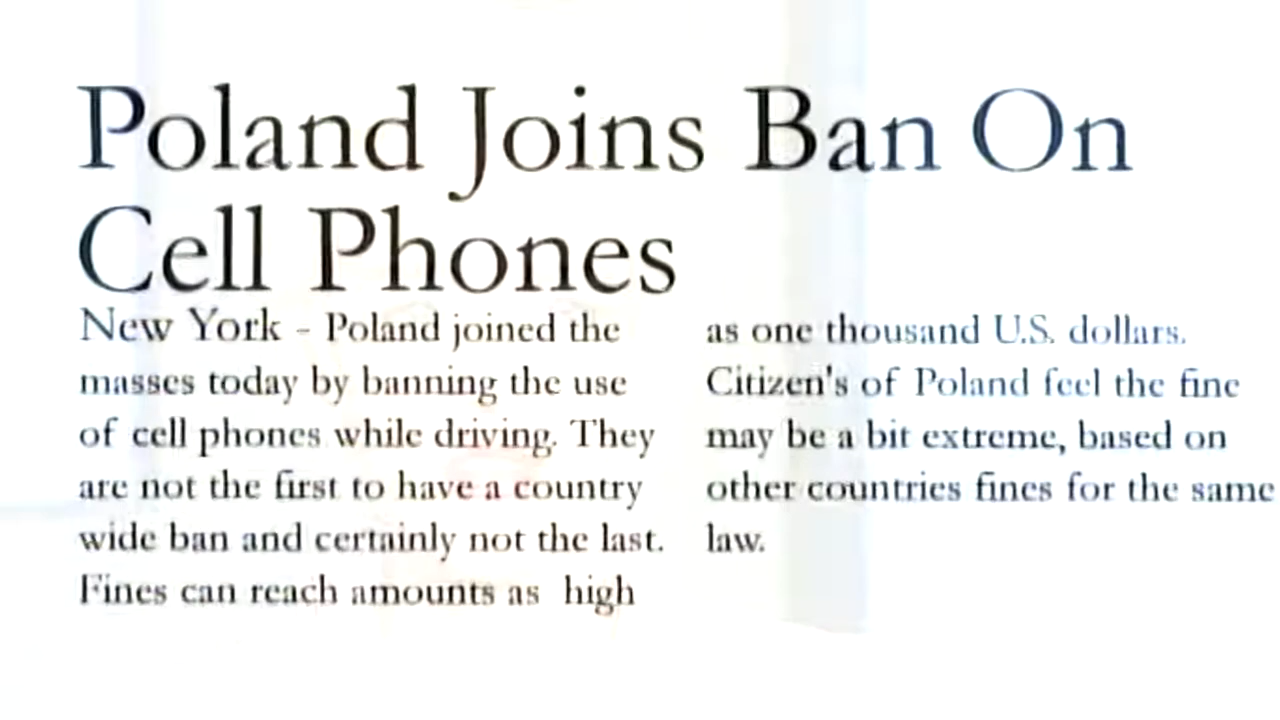 Poland Joins Ban On
Cell Phones
New York - Poland joined the
masses today by banning the use
of cell phones while driving. They
are not the first to have a country
wide ban and certainly not the last.
Fines can reach amounts as high
as one thousand U.S. dollars.
Citizen's of Poland feel the fine
may be a bit extreme, based on
other countries fines for the same
law.